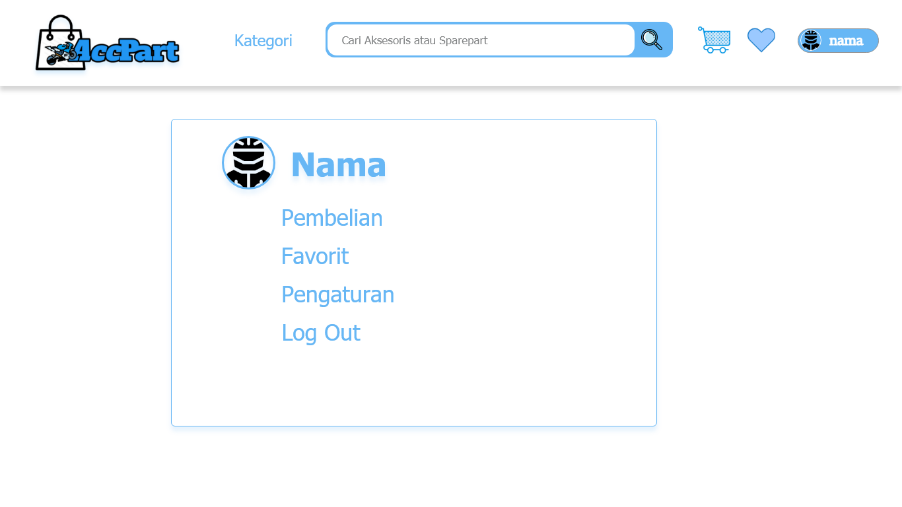 AccPart
Kategori
Cari Aksesoris atau Sparepart
nama
Nama
Pembelian
Favorit
Pengaturan
Log Out